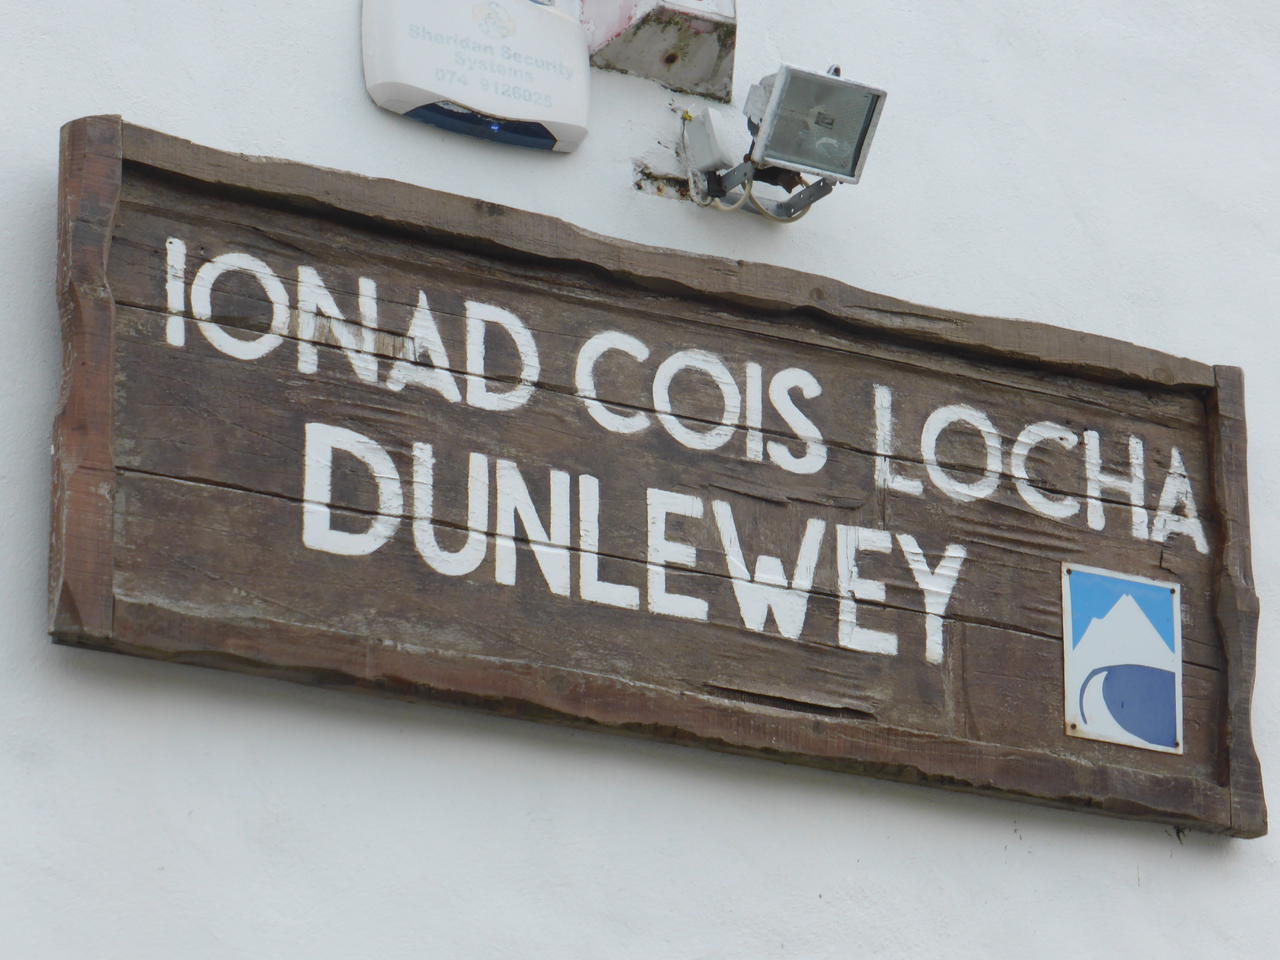 Sheridan Security
Systems
074 9126025
IONAD COIS LOCHA
DUNLEWEY